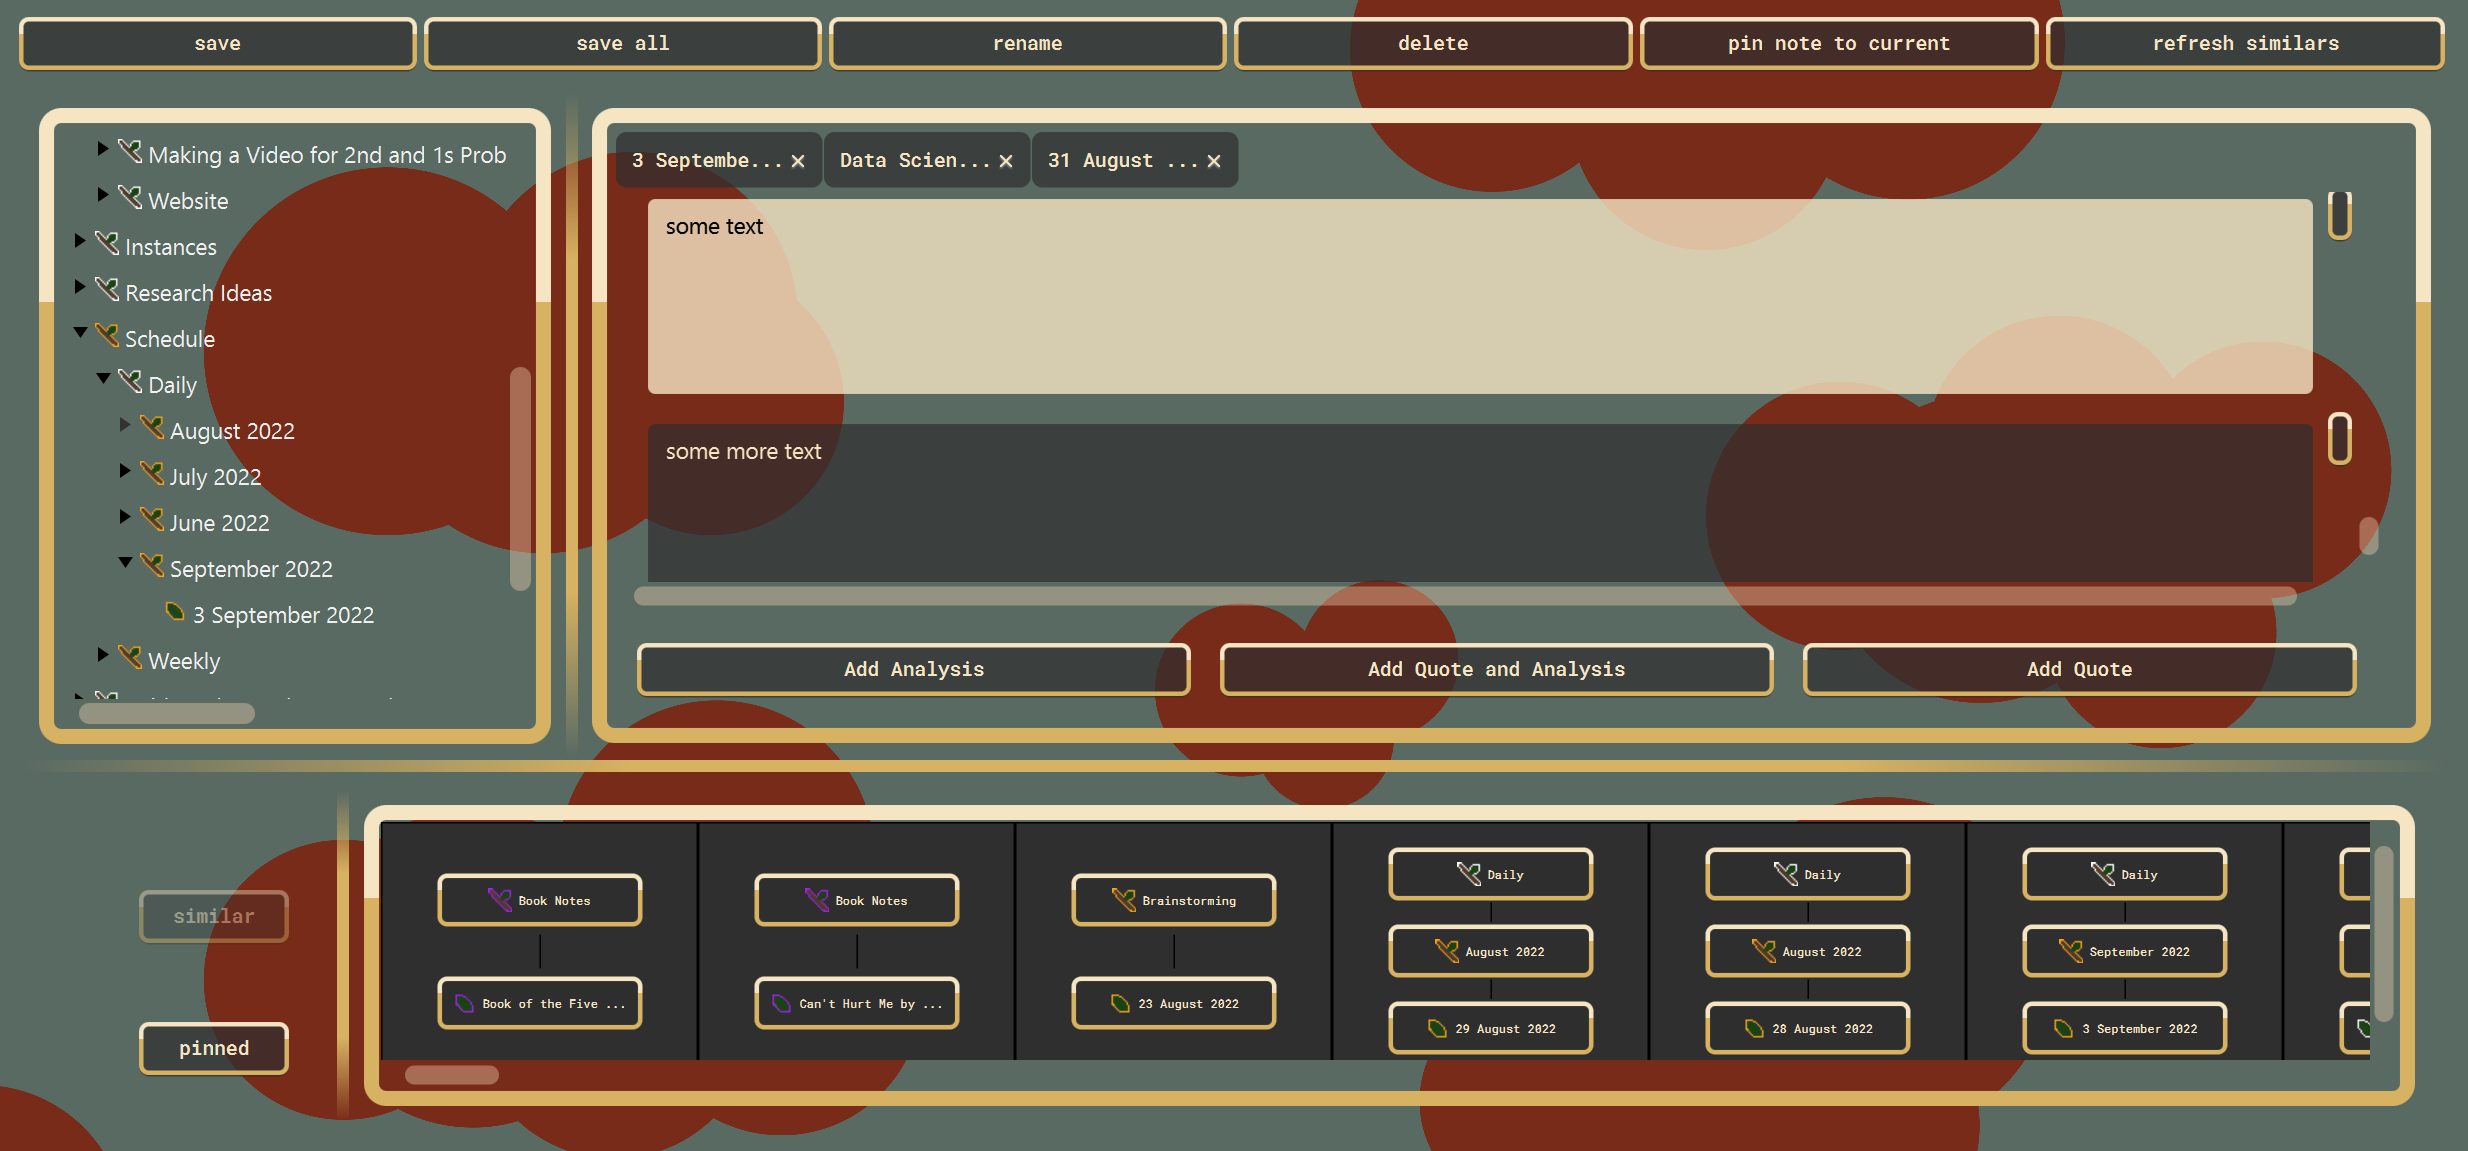 save
save all
rename
delete
pin note to current
refresh similars
Making a Video for 2nd and 1s Prob
Website
Instances
Research Ideas
Schedule
Daily
August 2022
July 2022
June 2022
September 2022
3 September 2022
Weekly
3 Septembe... ×
Data Scien... ×
31 August ... ×
some text
some more text
Add Analysis
Add Quote and Analysis
Add Quote
similar
pinned
Book Notes
Book of the Five ...
Book Notes
Can't Hurt Me by ...
Brainstorming
23 August 2022
Daily
August 2022
29 August 2022
Daily
August 2022
28 August 2022
Daily
September 2022
3 September 2022